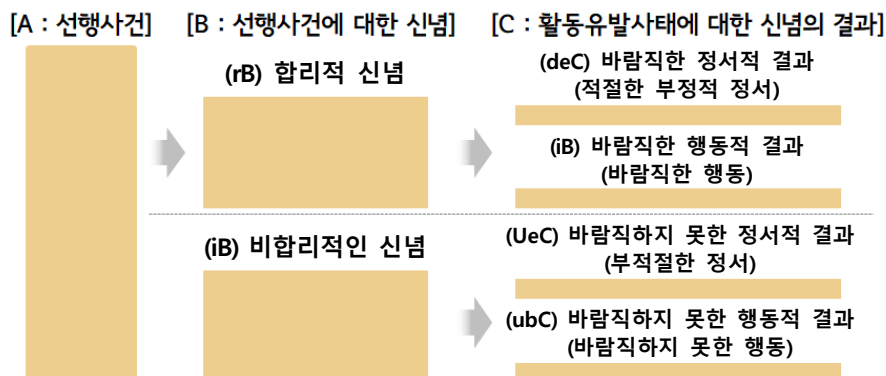 [A : 선행사건] [B : 선행사건에 대한 신념] [C : 활동유발사태에 대한 신념의 결과]
(rB) 합리적 신념
(deC) 바람직한 정서적 결과
(적절한 부정적 정서)
(iB) 바람직한 행동적 결과
(바람직한 행동)
(iB) 비합리적인 신념
(UeC) 바람직하지 못한 정서적 결과
(부적절한 정서)
(ubC) 바람직하지 못한 행동적 결과
(바람직하지 못한 행동)